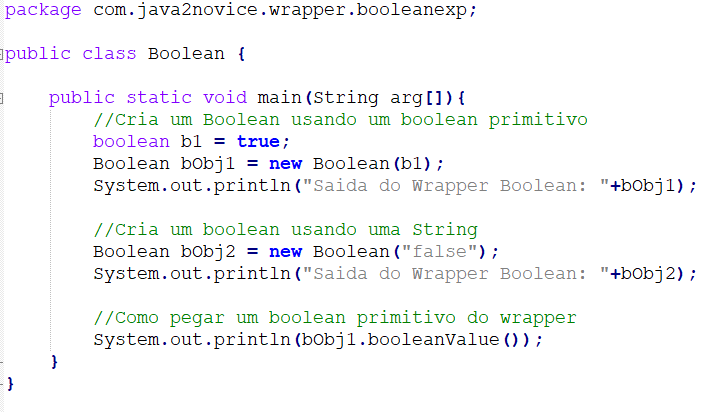 package com.java2novice.wrapper.booleanexp;
public class Boolean {
public static void main(String arg[]){
//Cria um Boolean usando um boolean primitivo
boolean b1 = true;
Boolean bObj1 = new Boolean(b1);
System.out.println("Saida do Wrapper Boolean: "+bObj1);
//Cria um boolean usando uma String
Boolean bObj2 = new Boolean("false");
System.out.println("Saida do Wrapper Boolean: "+bObj2);
//Como pegar um boolean primitivo do wrapper
System.out.println(bObj1.booleanValue());
}
}